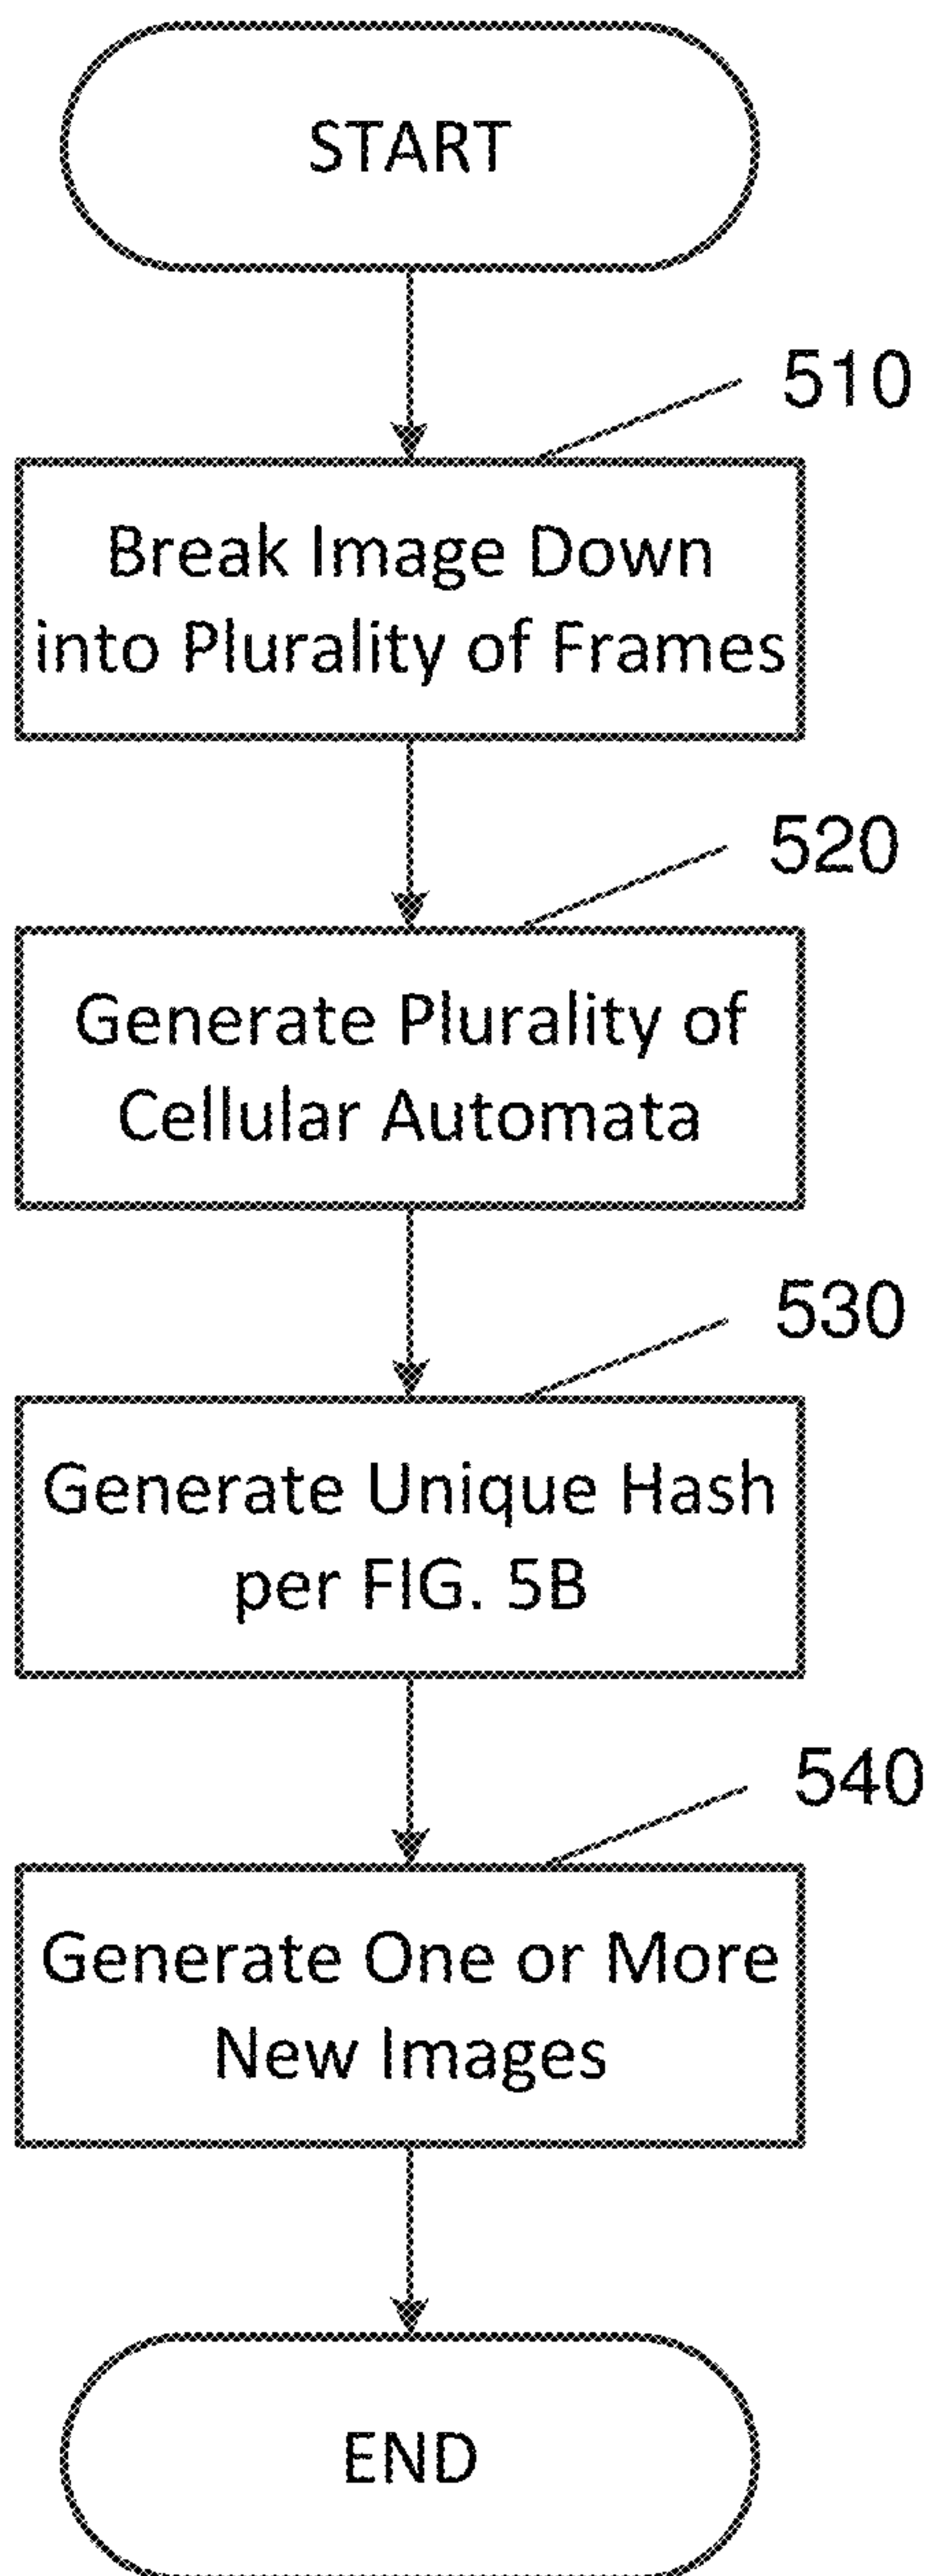 START
510
Break Image Down
into Plurality of Frames
520
Generate Plurality of
Cellular Automata
530
Generate Unique Hash
per FIG. 5B
540
Generate One or More
New Images
END